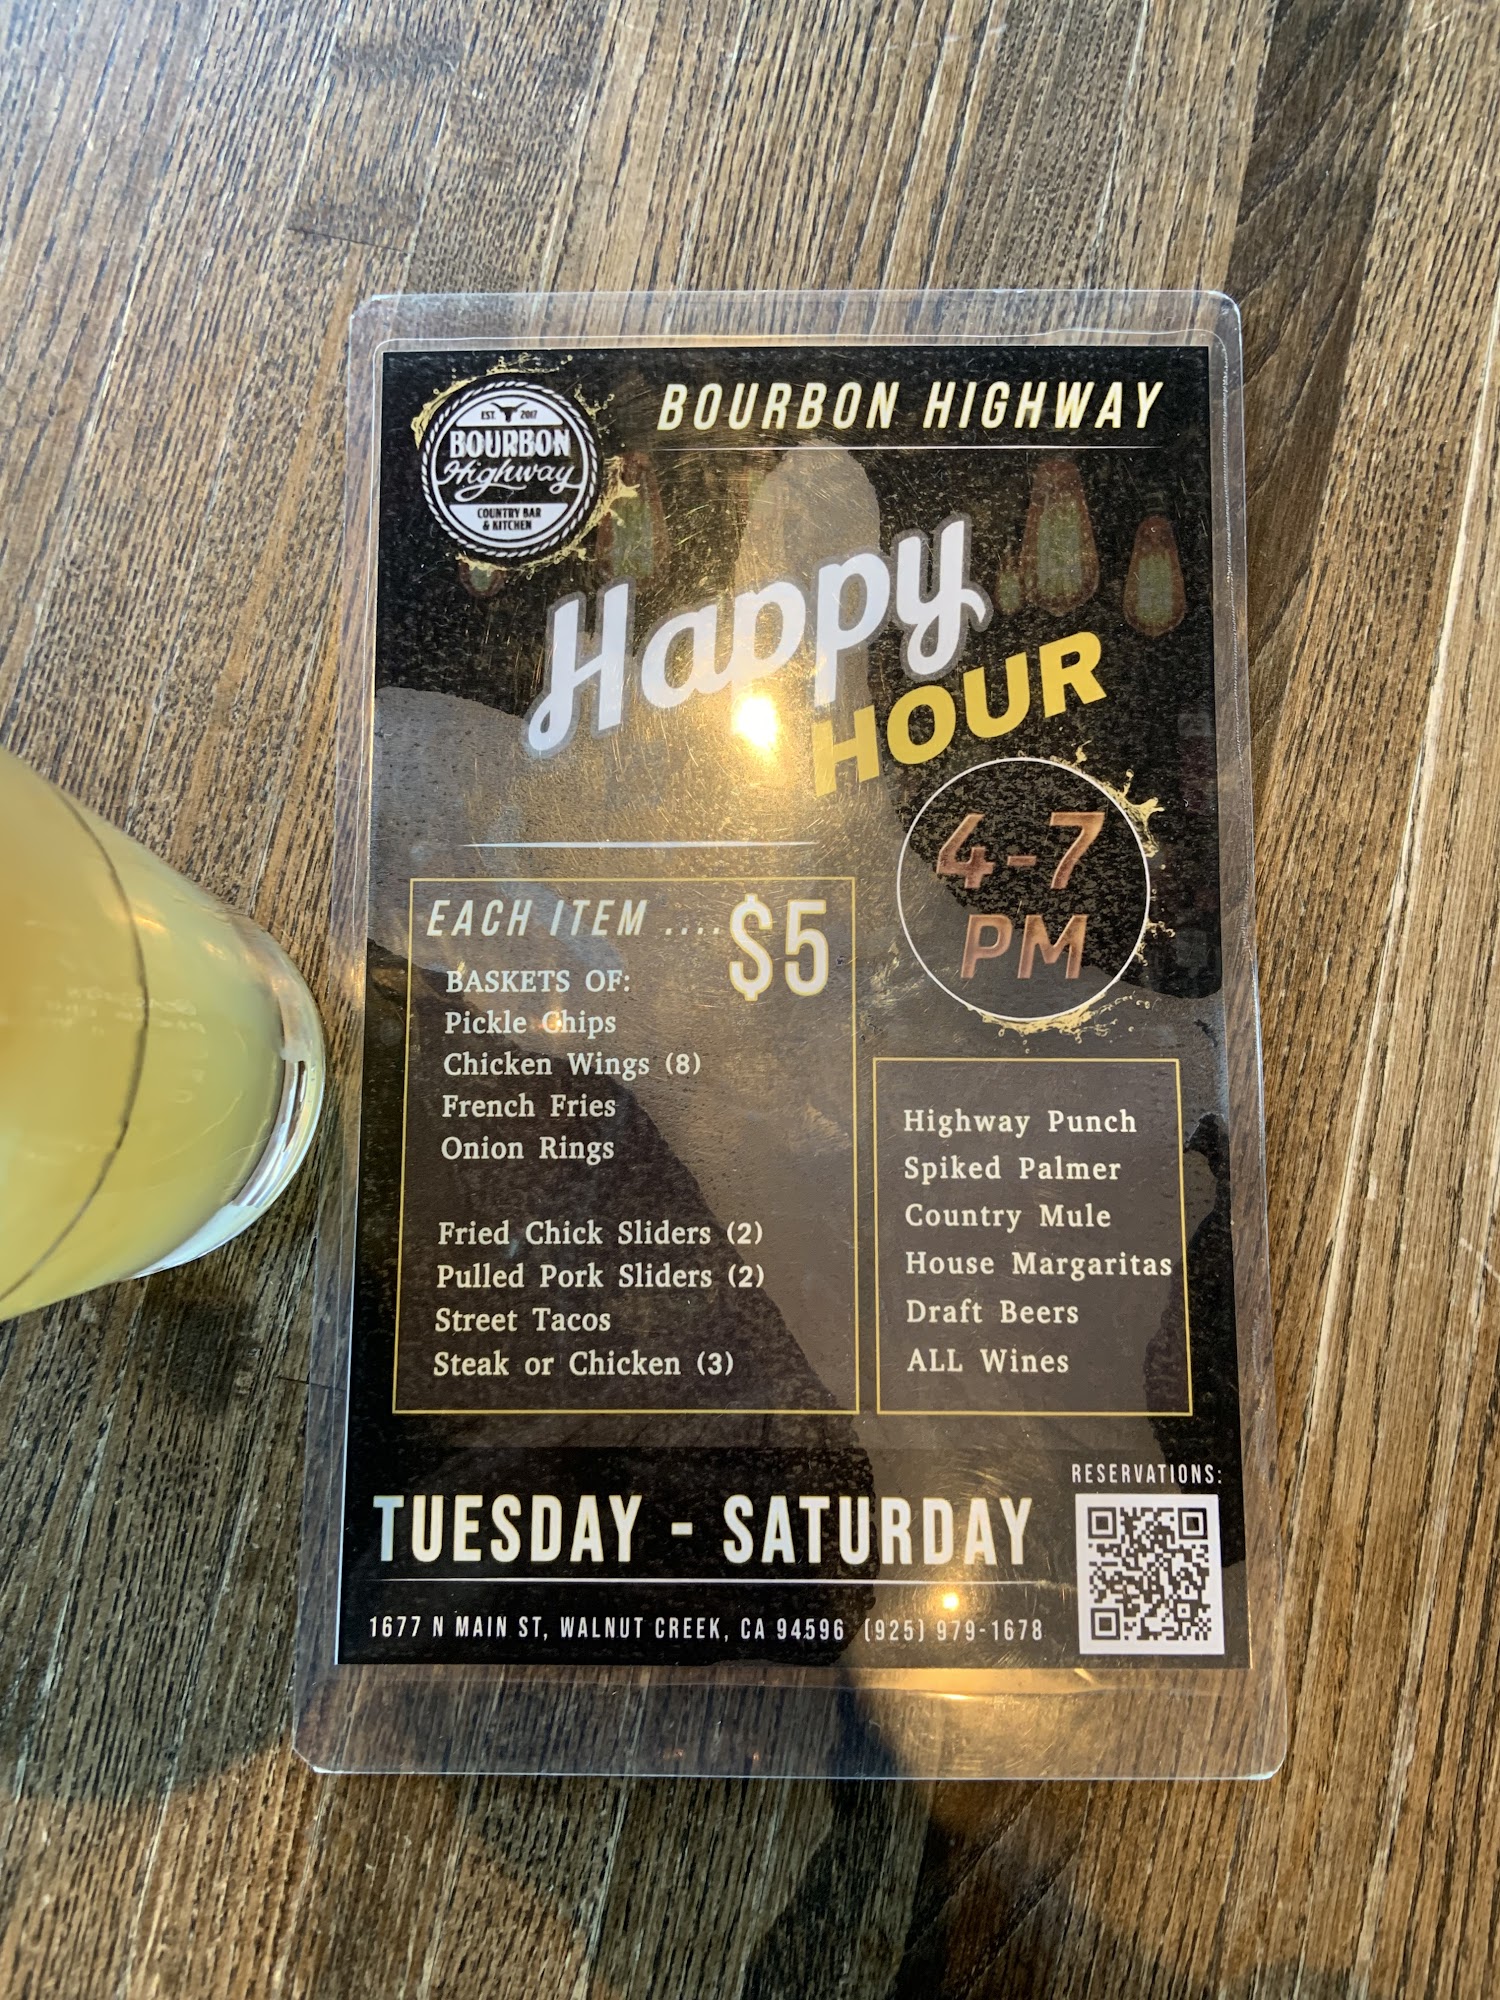 EST. 2017
BOURBON
Highway
COUNTRY BAR
& KITCHEN
BOURBON HIGHWAY
Happy
HOUR
4-7
PM
EACH ITEM ....$5
BASKETS OF:
Pickle Chips
Chicken Wings (8)
French Fries
Onion Rings
Fried Chick Sliders (2)
Pulled Pork Sliders (2)
Street Tacos
Steak or Chicken (3)
Highway Punch
Spiked Palmer
Country Mule
House Margaritas
Draft Beers
ALL Wines
RESERVATIONS:
TUESDAY - SATURDAY
1677 N MAIN ST, WALNUT CREEK, CA 94596 (925) 979-1678